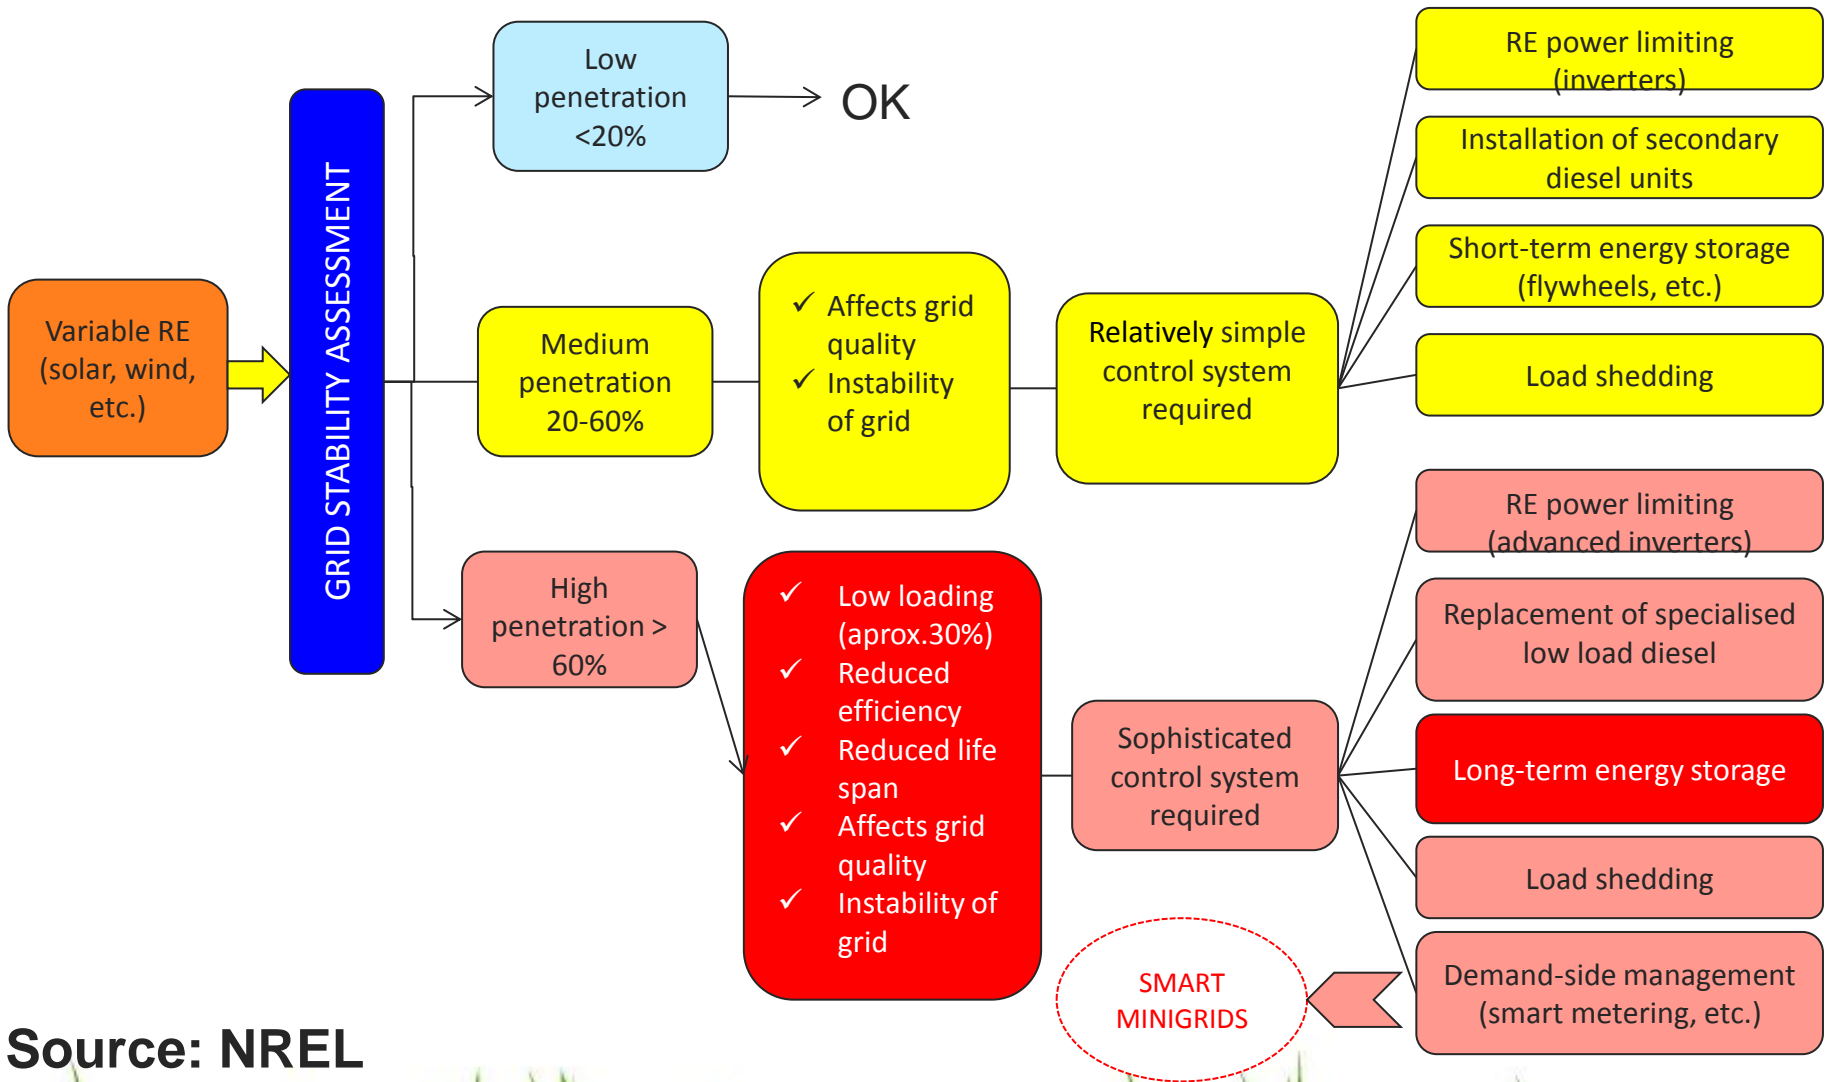 Variable RE
(solar, wind,
etc.)
GRID STABILITY ASSESSMENT
Low
penetration
<20%
OK
Medium
penetration
20-60%
✓ Affects grid
quality
✓ Instability
of grid
Relatively simple
control system
required
RE power limiting
(inverters)
Installation of secondary
diesel units
Short-term energy storage
(flywheels, etc.)
Load shedding
High
penetration >
60%
✓ Low loading
(aprox.30%)
✓ Reduced
efficiency
✓ Reduced life
span
✓ Affects grid
quality
✓ Instability of
grid
Sophisticated
control system
required
RE power limiting
(advanced inverters)
Replacement of specialised
low load diesel
Long-term energy storage
Load shedding
Demand-side management
(smart metering, etc.)
SMART
MINIGRIDS
Source: NREL